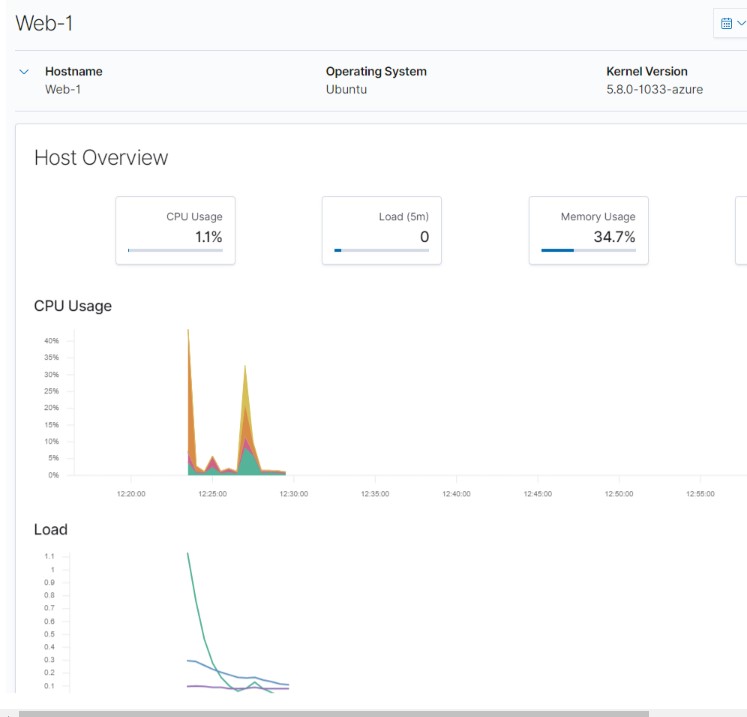 Web-1
Hostname Operating System Kernel Version
Web-1 Ubuntu 5.8.0-1033-azure
Host Overview
CPU Usage Load (5m) Memory Usage
1.1% 0 34.7%
CPU Usage
40%
35%
30%
25%
20%
15%
10%
5%
0%
12:20:00 12:25:00 12:30:00 12:35:00 12:40:00 12:45:00 12:50:00 12:55:00
Load
1.1
1
0.9
0.8
0.7
0.6
0.5
0.4
0.3
0.2
0.1